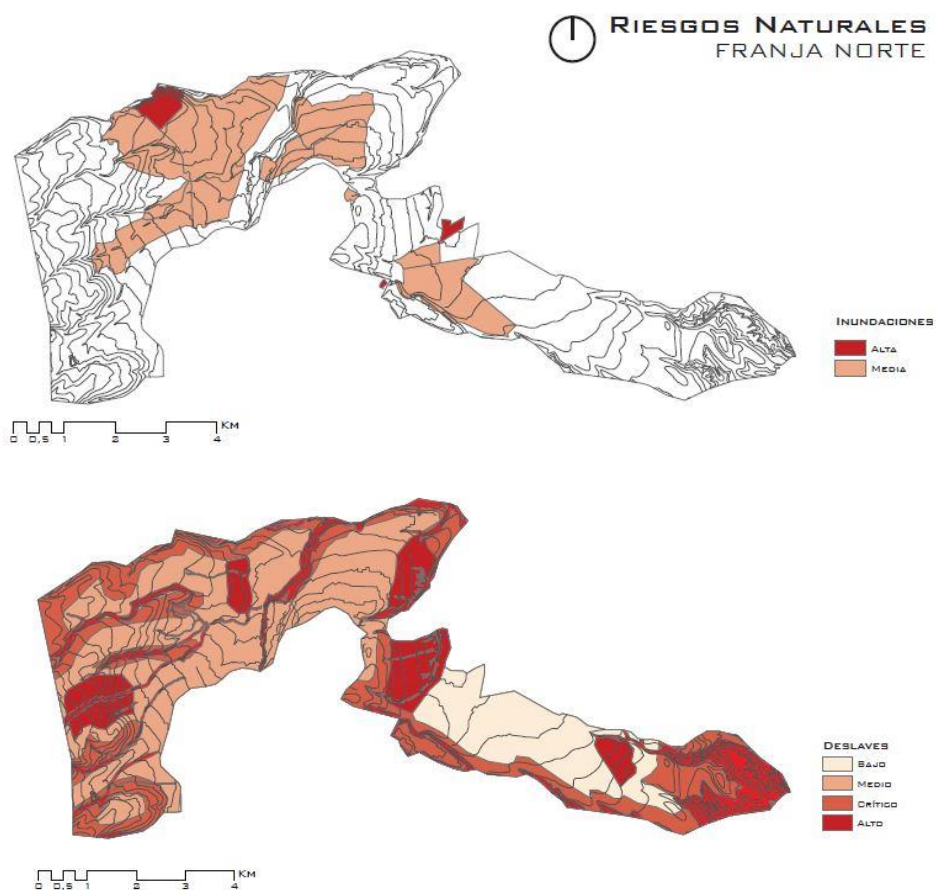 RIESGOS NATURALES
FRANJA NORTE
INUNDACIONES
ALTA
MEDIA
KM
0 0,5 1 2 3 4
DESLAVES
BAJO
MEDIO
CRÍTICO
ALTO
KM
0 0,5 1 2 3 4